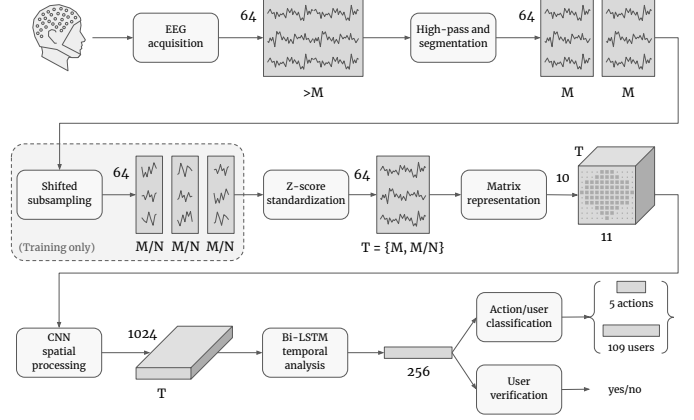 EEG
acquisition
64
>M
High-pass and
segmentation
64
M
M
Shifted
subsampling
(Training only)
64
M/N
M/N
M/N
Z-score
standardization
64
T = {M, M/N}
Matrix
representation
T
10
11
CNN
spatial
processing
1024
T
Bi-LSTM
temporal
analysis
256
Action/user
classification
5 actions
109 users
User
verification
yes/no